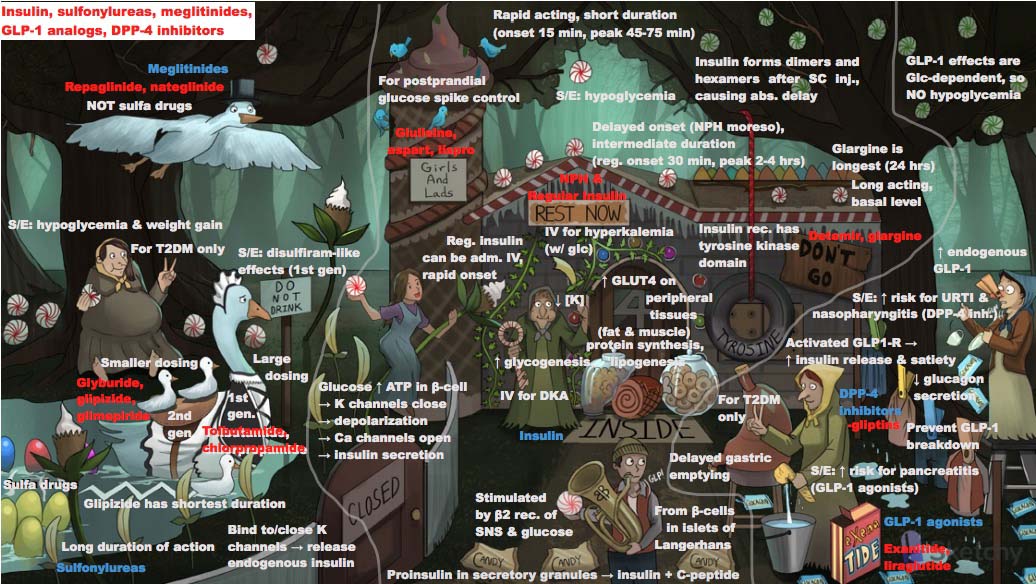 Insulin, sulfonylureas, meglitinides,
GLP-1 analogs, DPP-4 inhibitors
Meglitinides
Repaglinide, nateglinide
NOT sulfa drugs
S/E: hypoglycemia & weight gain
For T2DM only
S/E: disulfiram-like
effects (1st gen)
DO
NOT
DRINK
Smaller dosing
Large
dosing
Glyburide,
glipizide,
glimepiride
1st
gen.
2nd
gen
Tolbutamide,
chlorpropamide
Sulfa drugs
Glipizide has shortest duration
Long duration of action
Sulfonylureas
Bind to/close K
channels → release
endogenous insulin
Rapid acting, short duration
(onset 15 min, peak 45-75 min)
For postprandial
glucose spike control
S/E: hypoglycemia
Glulisine,
aspart, lispro
Girls
And
Lads
Insulin forms dimers and
hexamers after SC inj.,
causing abs. delay
Delayed onset (NPH moreso),
intermediate duration
(reg. onset 30 min, peak 2-4 hrs)
NPH &
Regular insulin
REST NOW
Reg. insulin
can be adm. IV,
rapid onset
IV for hyperkalemia
(w/ glc)
↓ [K]
Insulin rec. has
tyrosine kinase
domain
↑ GLUT4 on
peripheral
tissues
(fat & muscle)
4
TYROSINE
protein synthesis,
↑ glycogenesis → lipogenesis
IV for DKA
Insulin
INSIDE
Glucose ↑ ATP in β-cell
→ K channels close
→ depolarization
→ Ca channels open
→ Insulin secretion
CLOSED
Stimulated
by β2 rec. of
SNS & glucose
CANDY
CANDY
CANDY
From β-cells
in islets of
Langerhans
Proinsulin in secretory granules → insulin + C-peptide
GLP-1 effects are
Glc-dependent, so
NO hypoglycemia
Glargine is
longest (24 hrs)
Long acting,
basal level
Detemir, glargine
DON'T
GO
↑ endogenous
GLP-1
S/E: ↑ risk for URTI &
nasopharyngitis (DPP-4 inh.)
Activated GLP1-R →
↑ insulin release & satiety
↓ glucagon
secretion
For T2DM
only
DPP-4
inhibitors
-gliptins
Prevent GLP-1
breakdown
Delayed gastric
emptying
GLP1
S/E: ↑ risk for pancreatitis
(GLP-1 agonists)
GLP-1 agonists
Exantide,
liraglutide
TIDE
sketchy